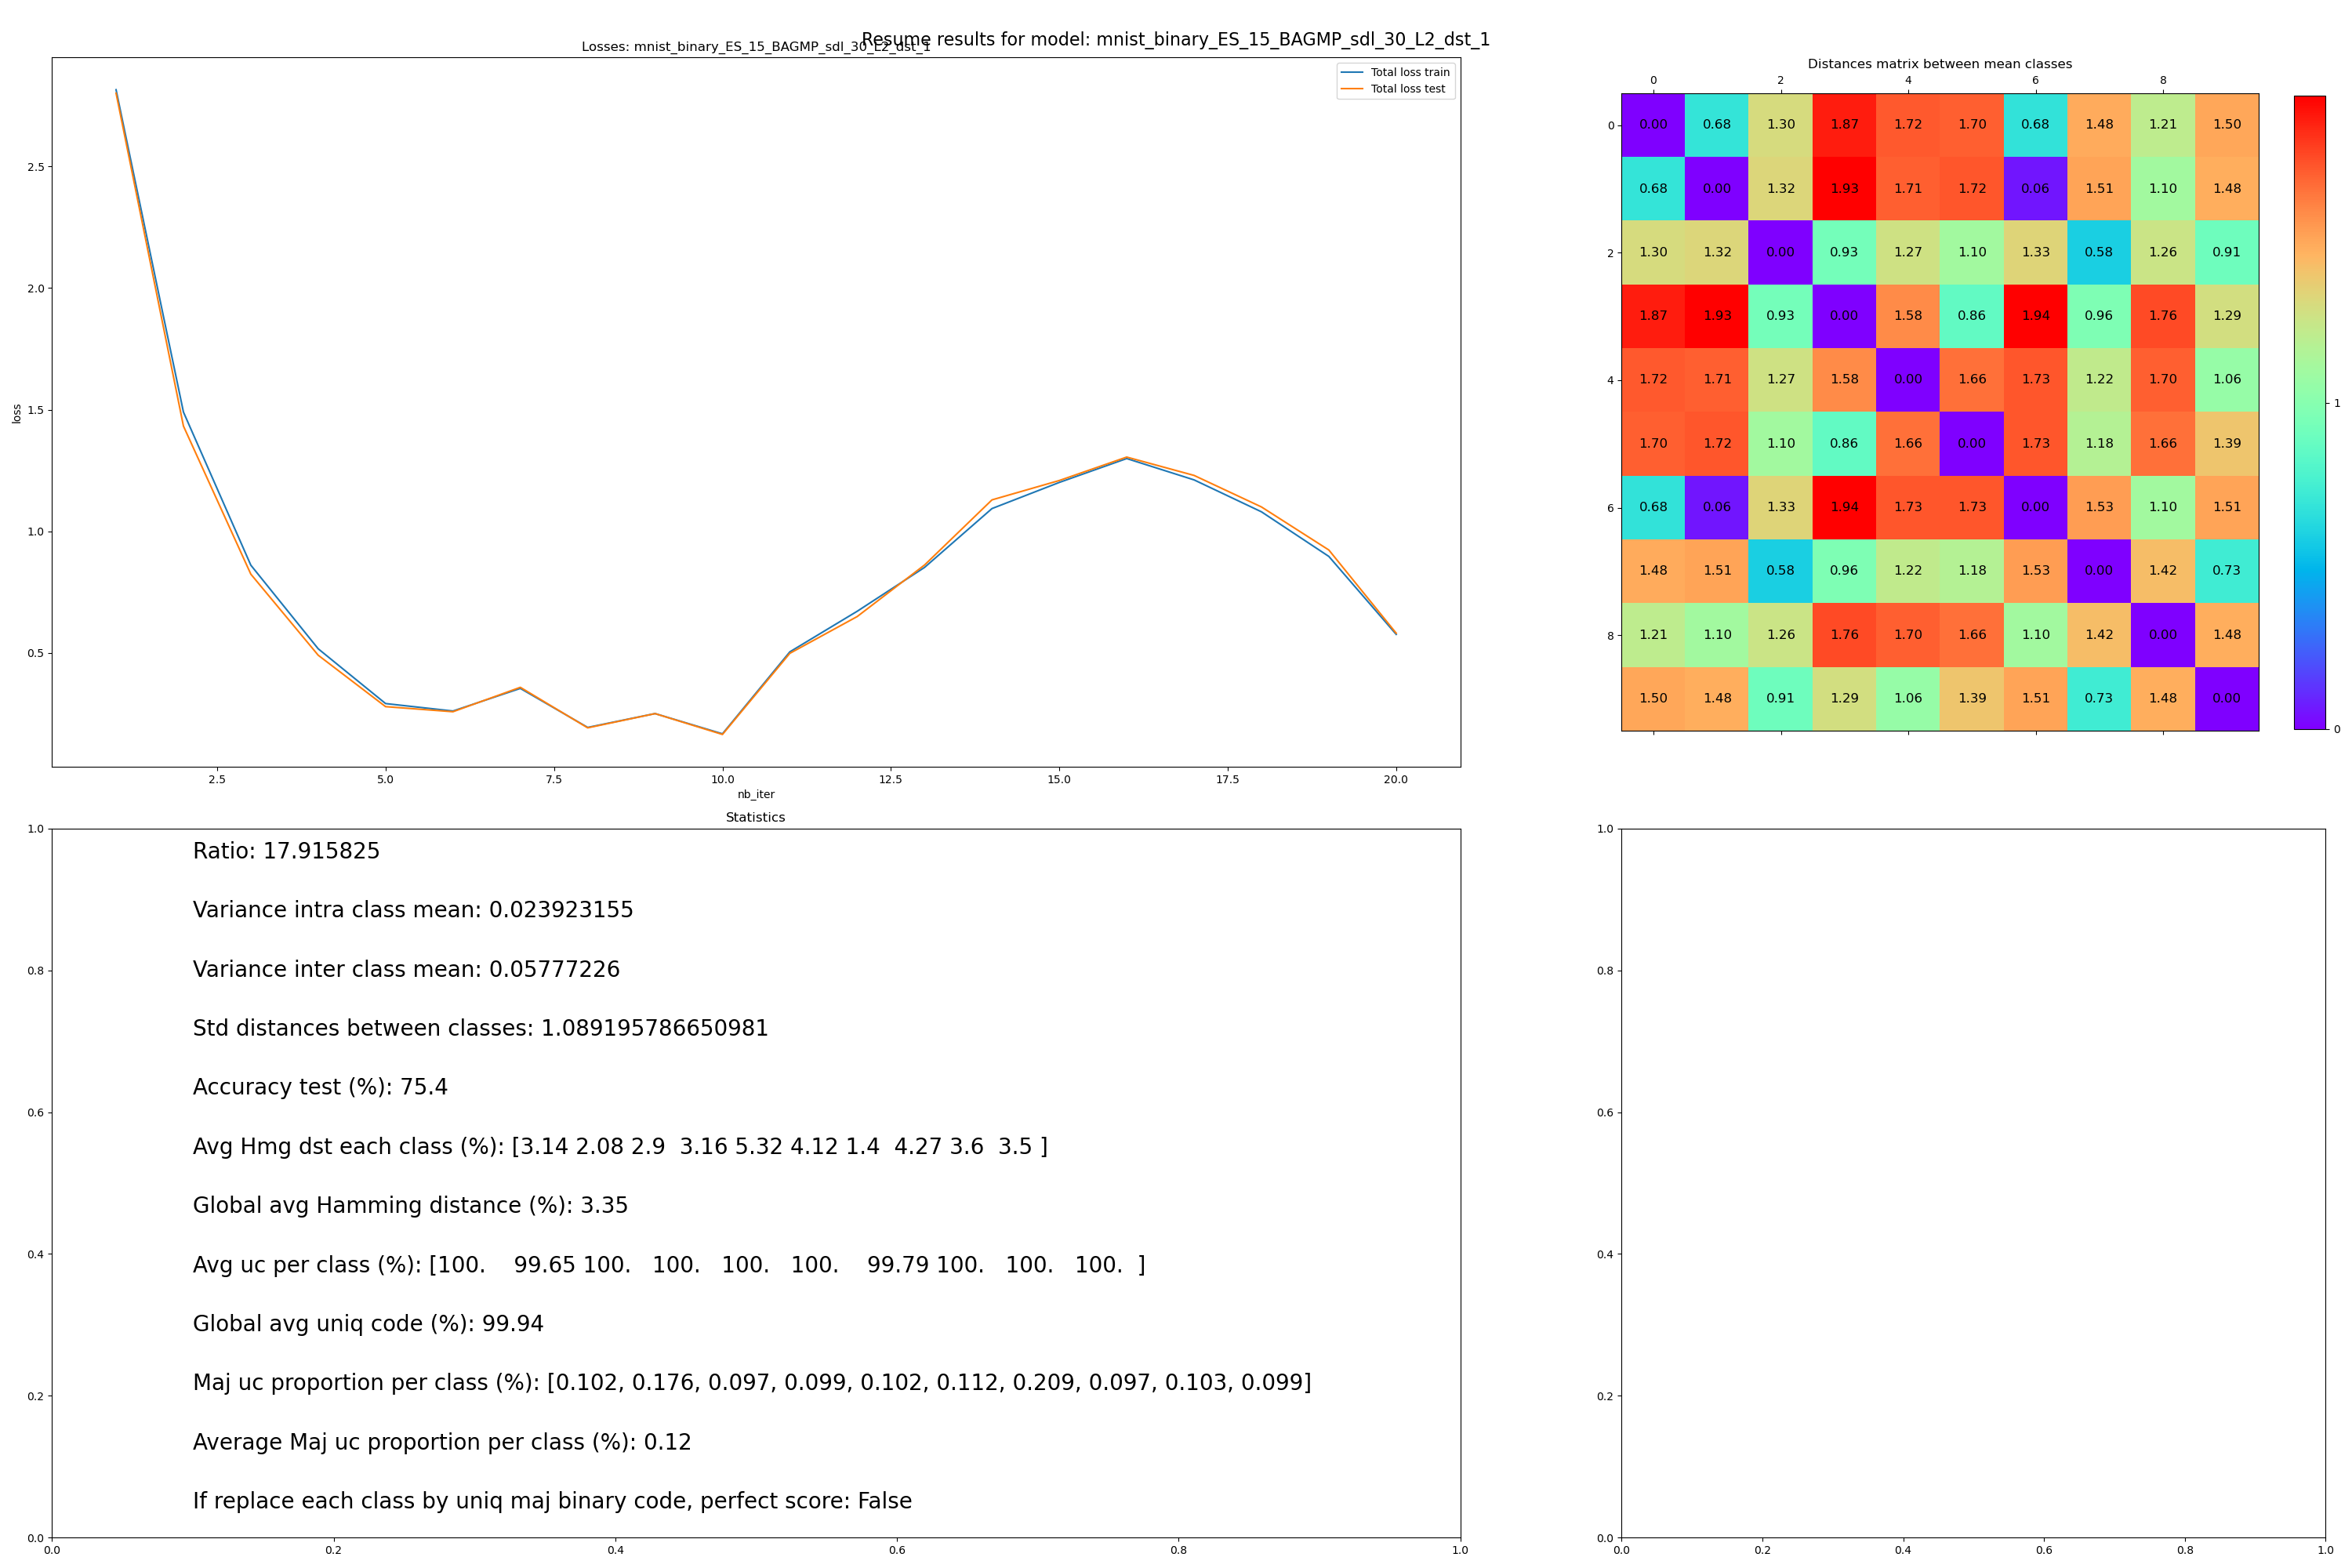 Resume results for model: mnist_binary_ES_15_BAGMP_sdl_30_L2_dst_1
Losses: mnist_binary_ES_15_BAGMP_sdl_30_L2_dst_1
Total loss train
Total loss test
loss
2.5
2.0
1.5
1.0
0.5
2.5 5.0 7.5 10.0 12.5 15.0 17.5 20.0
nb_iter
Distances matrix between mean classes
0 2 4 6 8
0 0.00 0.68 1.30 1.87 1.72 1.70 0.68 1.48 1.21 1.50
0.68 0.00 1.32 1.93 1.71 1.72 0.06 1.51 1.10 1.48
2 1.30 1.32 0.00 0.93 1.27 1.10 1.33 0.58 1.26 0.91
1.87 1.93 0.93 0.00 1.58 0.86 1.94 0.96 1.76 1.29
4 1.72 1.71 1.27 1.58 0.00 1.66 1.73 1.22 1.70 1.06
1.70 1.72 1.10 0.86 1.66 0.00 1.73 1.18 1.66 1.39
6 0.68 0.06 1.33 1.94 1.73 1.73 0.00 1.53 1.10 1.51
1.48 1.51 0.58 0.96 1.22 1.18 1.53 0.00 1.42 0.73
8 1.21 1.10 1.26 1.76 1.70 1.66 1.10 1.42 0.00 1.48
1.50 1.48 0.91 1.29 1.06 1.39 1.51 0.73 1.48 0.00
1
0
Statistics
1.0
0.8
0.6
0.4
0.2
0.0
Ratio: 17.915825
Variance intra class mean: 0.023923155
Variance inter class mean: 0.05777226
Std distances between classes: 1.089195786650981
Accuracy test (%): 75.4
Avg Hmg dst each class (%): [3.14 2.08 2.9  3.16 5.32 4.12 1.4  4.27 3.6  3.5 ]
Global avg Hamming distance (%): 3.35
Avg uc per class (%): [100.    99.65 100.   100.   100.   100.    99.79 100.   100.   100.  ]
Global avg uniq code (%): 99.94
Maj uc proportion per class (%): [0.102, 0.176, 0.097, 0.099, 0.102, 0.112, 0.209, 0.097, 0.103, 0.099]
Average Maj uc proportion per class (%): 0.12
If replace each class by uniq maj binary code, perfect score: False
0.0 0.2 0.4 0.6 0.8 1.0
1.0
0.8
0.6
0.4
0.2
0.0
0.0 0.2 0.4 0.6 0.8 1.0